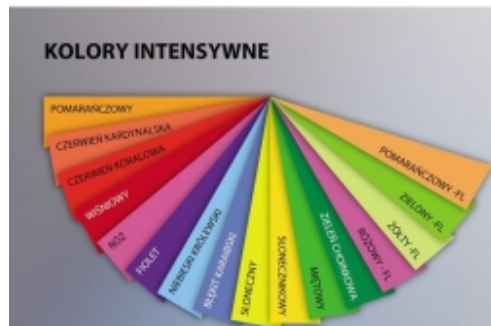 KOLORY INTENSYWNE
POMARAŃCZOWY
CZERWIEŃ KARDYNALSKA
CZERWIEŃ KORALOWA
WIŚNIOWY
RÓŻ
FIOLET
NIEBIESKI KRÓLEWSKI
BŁĘKIT KARAIBSKI
SŁONECZNY
SŁONECZNIKOWY
MIĘTOWY
ZIELEŃ CHOINKOWA
RÓŻOWY -FL
ŻÓŁTY -FL
ZIELONY -FL
POMARAŃCZOWY -FL